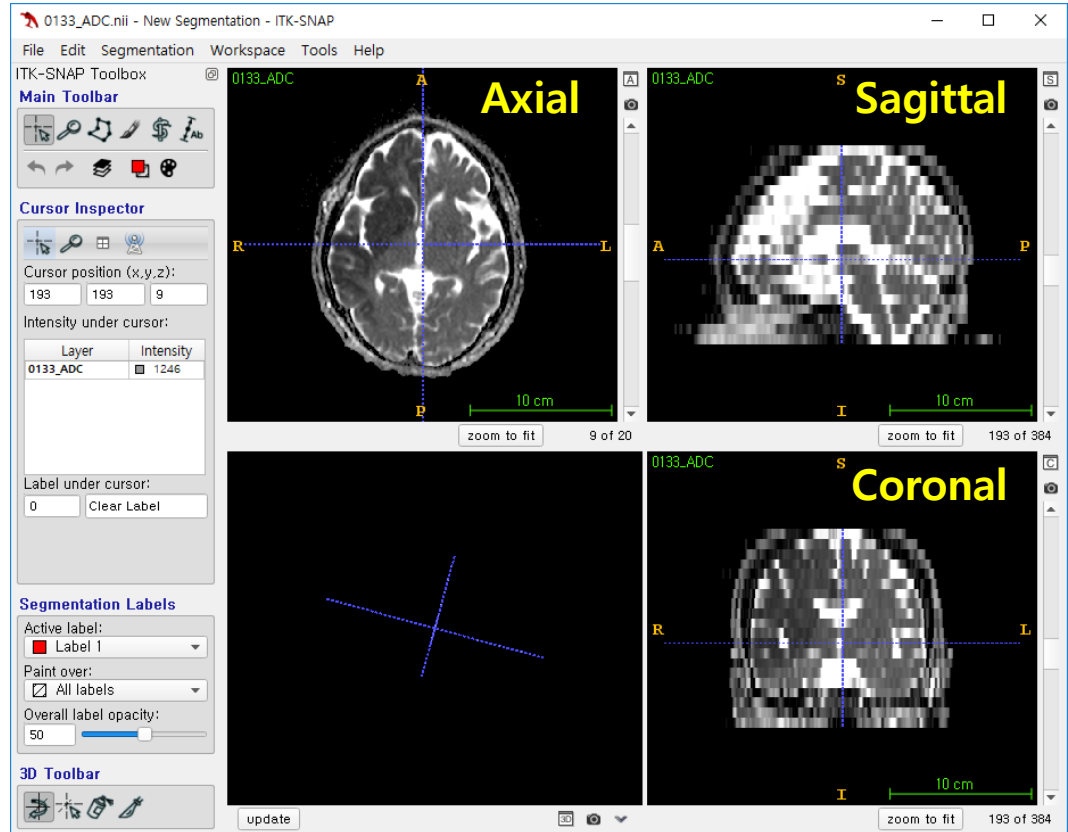 0133_ADC.nii - New Segmentation - ITK-SNAP
File Edit Segmentation Workspace Tools Help
ITK-SNAP Toolbox
Main Toolbar
Ab
Cursor Inspector
Cursor position (x,y,z):
193 193 9
Intensity under cursor:
Layer Intensity
0133_ADC 1246
Label under cursor:
0 Clear Label
Segmentation Labels
Active label:
Label 1
Paint over:
All labels
Overall label opacity:
50
3D Toolbar
0133_ADC
A
Axial
A
R
L
10 cm
P
zoom to fit 9 of 20
S
Sagittal
S
A
P
10 cm
I
zoom to fit 193 of 384
update
3D
0133_ADC
S
Coronal
C
R
L
10 cm
I
zoom to fit 193 of 384